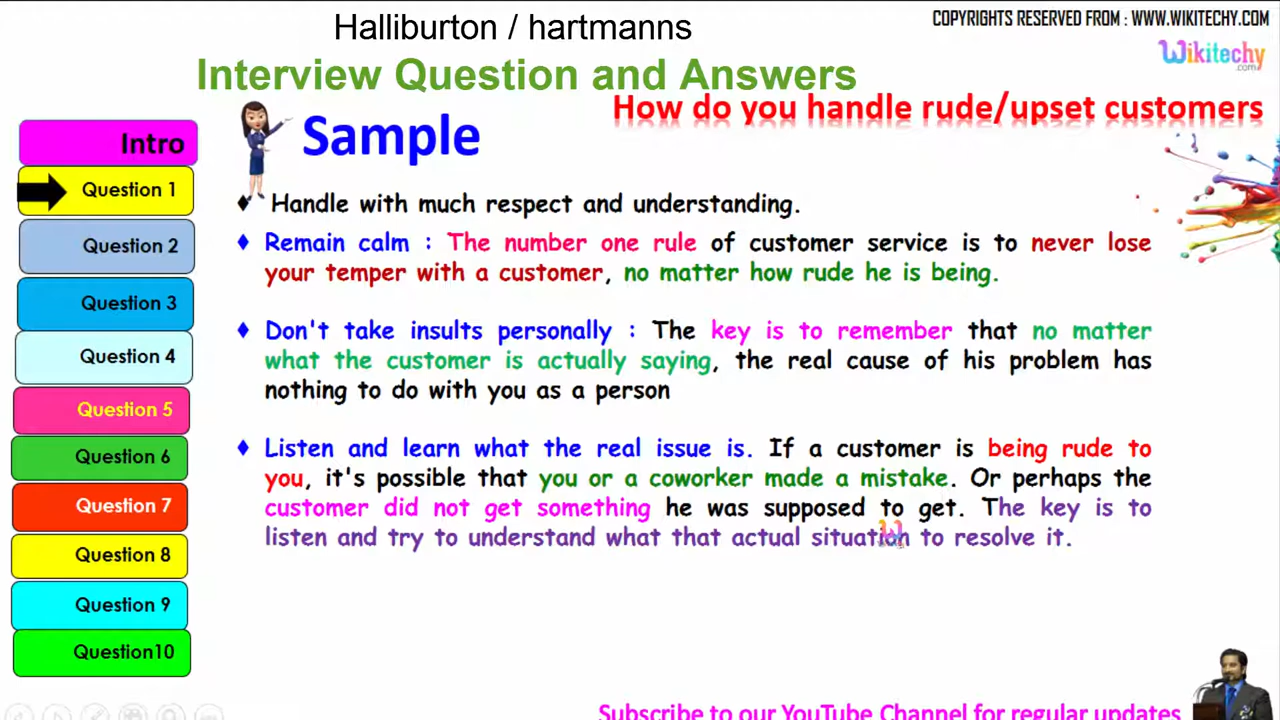 Halliburton / hartmanns
COPYRIGHTS RESERVED FROM : WWW.WIKITECHY.COM
Interview Question and Answers
Wikitechy
.com
How do you handle rude/upset customers
Sample
Intro
Question 1
Question 2
Question 3
Question 4
Question 5
Question 6
Question 7
Question 8
Question 9
Question10
Handle with much respect and understanding.
Remain calm : The number one rule of customer service is to never lose
your temper with a customer, no matter how rude he is being.
Don't take insults personally : The key is to remember that no matter
what the customer is actually saying, the real cause of his problem has
nothing to do with you as a person
Listen and learn what the real issue is. If a customer is being rude to
you, it's possible that you or a coworker made a mistake. Or perhaps the
customer did not get something he was supposed to get. The key is to
listen and try to understand what that actual situation to resolve it.
Subscribe to our YouTube Channel for regular updates